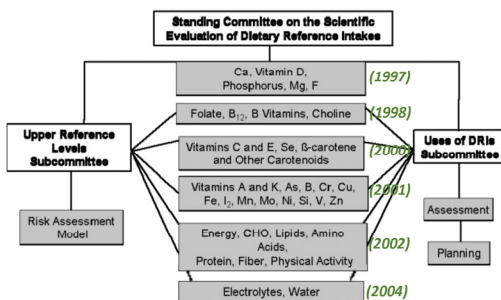 Standing Committee on the Scientific
Evaluation of Dietary Reference Intakes
Ca, Vitamin D,
Phosphorus, Mg, F
(1997)
Folate, B12, B Vitamins, Choline
(1998)
Upper Reference
Levels
Subcommittee
Vitamins C and E, Se, ß-carotene
and Other Carotenoids
(2000)
Uses of DRIs
Subcommittee
Vitamins A and K, As, B, Cr, Cu,
Fe, I2, Mn, Mo, Ni, Si, V, Zn
(2001)
Risk Assessment
Model
Assessment
Energy, CHO, Lipids, Amino
Acids,
Protein, Fiber, Physical Activity
(2002)
Planning
Electrolytes, Water
(2004)